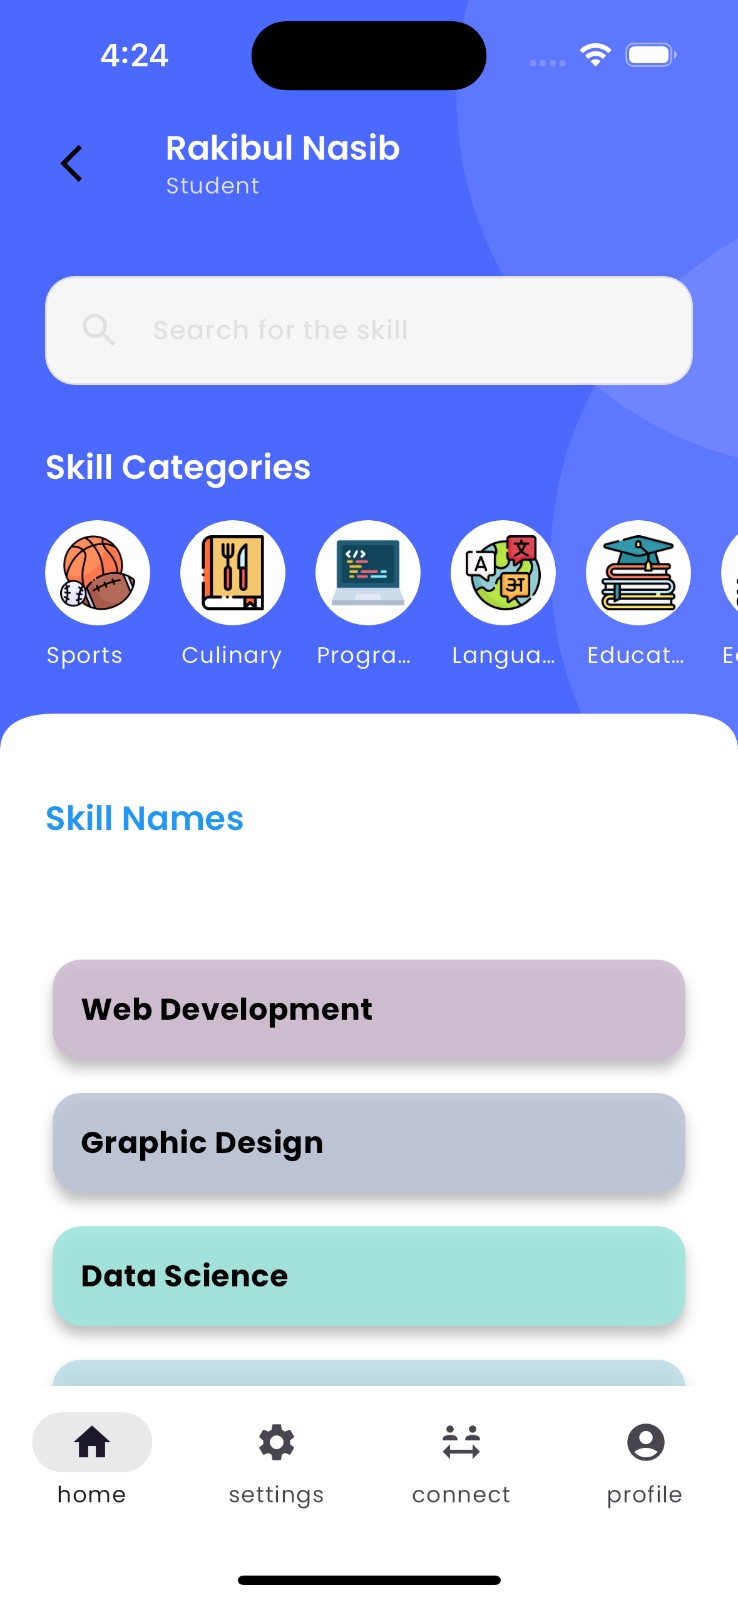 4:24
Rakibul Nasib
Student
Search for the skill
Skill Categories
Sports Culinary Progra... Langua... Educat...
Skill Names
Web Development
Graphic Design
Data Science
home settings connect profile